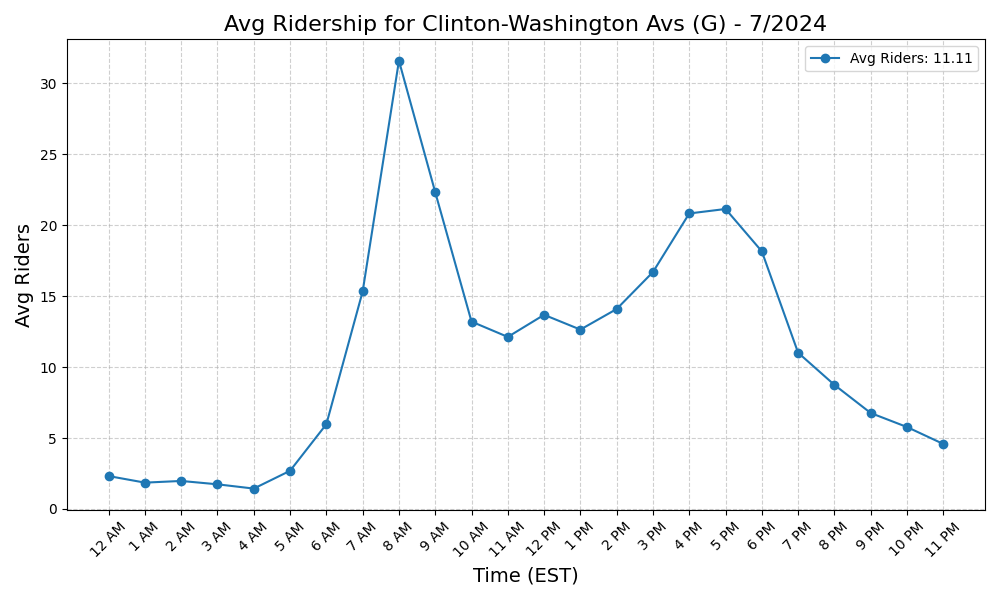 Avg Ridership for Clinton-Washington Avs (G) - 7/2024
Avg Riders: 11.11
Avg Riders
30
25
20
15
10
5
0
12 AM
1 AM
2 AM
3 AM
4 AM
5 AM
6 AM
7 AM
8 AM
9 AM
10 AM
11 AM
12 PM
1 PM
2 PM
3 PM
4 PM
5 PM
6 PM
7 PM
8 PM
9 PM
10 PM
11 PM
Time (EST)